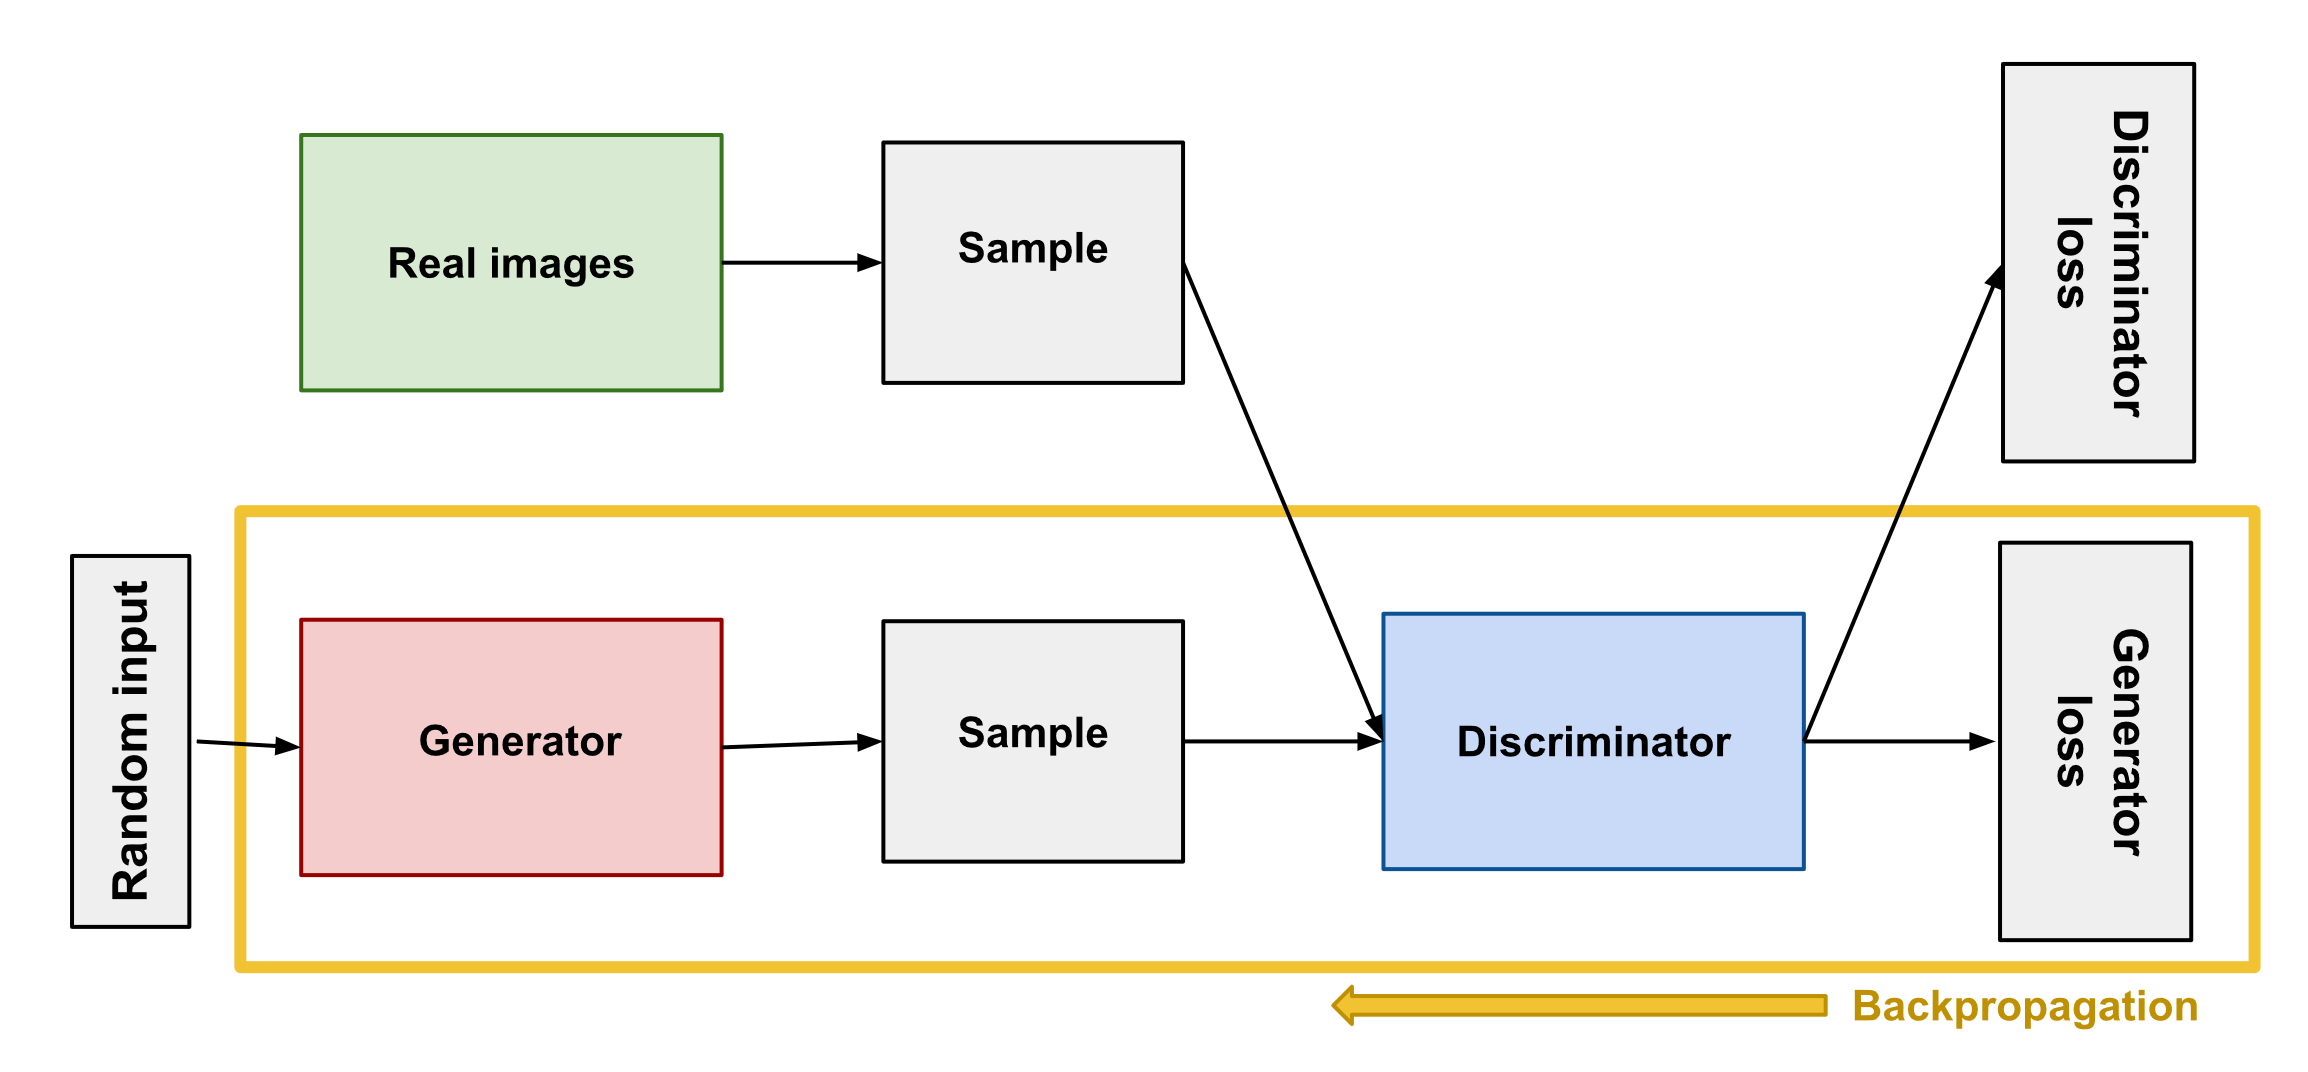 Real images
Sample
Discriminator
loss
Random input
Generator
Sample
Discriminator
Generator
loss
Backpropagation